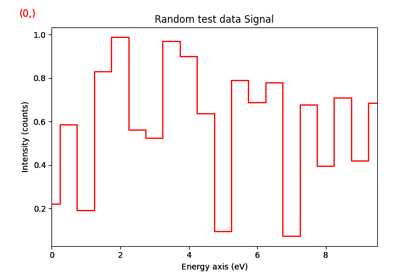 (0,)
Random test data Signal
Intensity (counts)
1.0
0.8
0.6
0.4
0.2
0 2 4 6 8
Energy axis (eV)